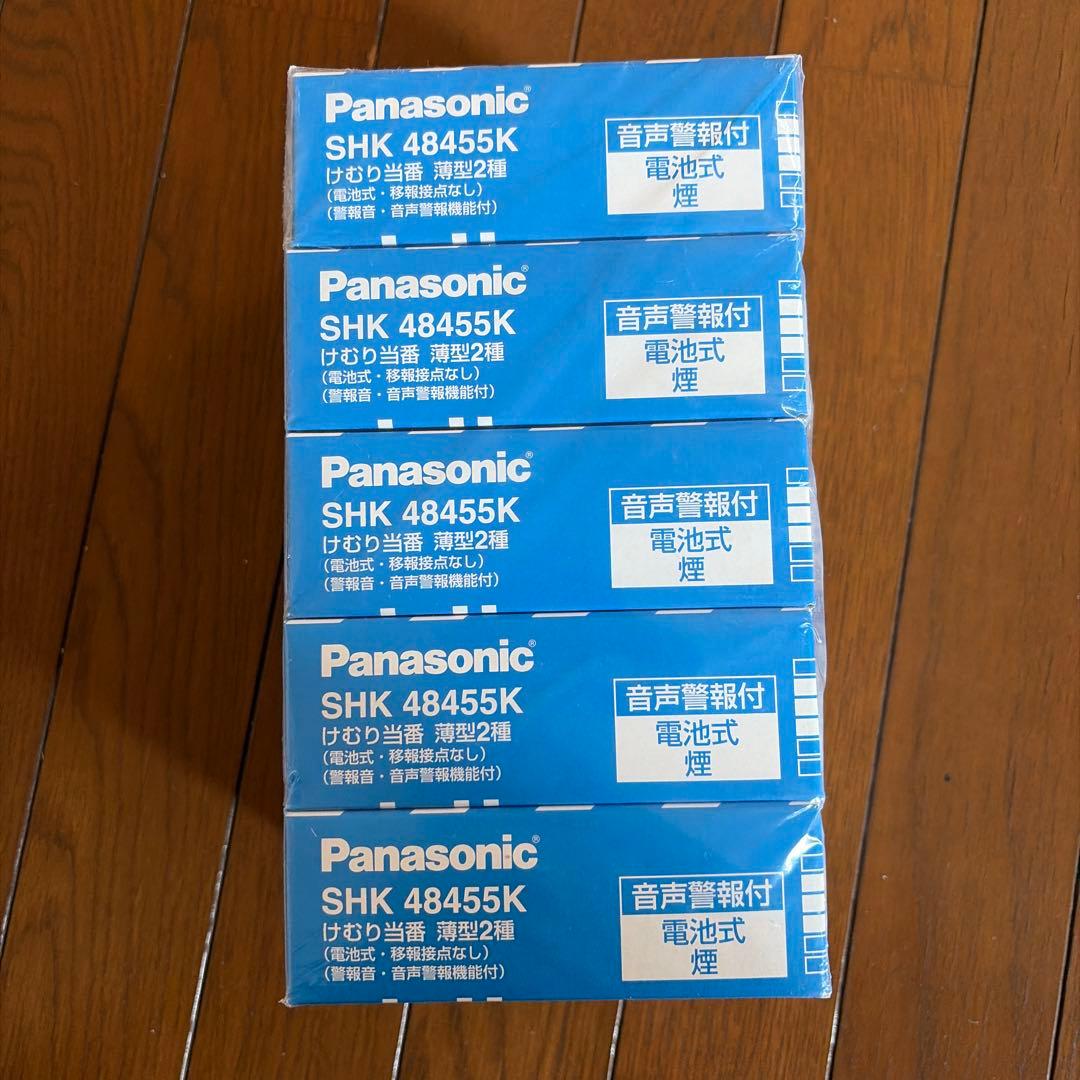 Panasonic®
SHK 48455K
けむり当番 薄型2種
(電池式・移報接点なし)
(警報音・音声警報機能付)
音声警報付
電池式
煙
Panasonic®
SHK 48455K
けむり当番 薄型2種
(電池式・移報接点なし)
(警報音・音声警報機能付)
音声警報付
電池式
煙
Panasonic®
SHK 48455K
けむり当番 薄型2種
(電池式・移報接点なし)
(警報音・音声警報機能付)
音声警報付
電池式
煙
Panasonic®
SHK 48455K
けむり当番 薄型2種
(電池式・移報接点なし)
(警報音・音声警報機能付)
音声警報付
電池式
煙
Panasonic®
SHK 48455K
けむり当番 薄型2種
(電池式・移報接点なし)
(警報音・音声警報機能付)
音声警報付
電池式
煙